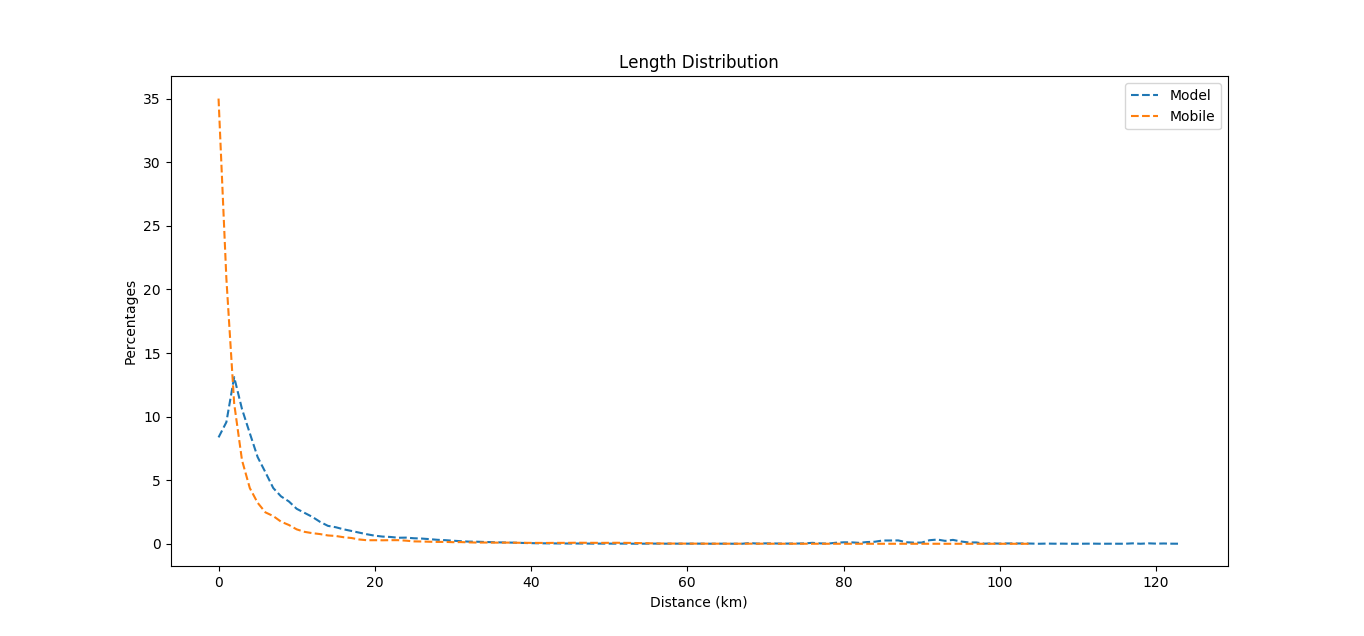 Length Distribution
Model
Mobile
Percentages
35
30
25
20
15
10
5
0
0 20 40 60 80 100 120
Distance (km)